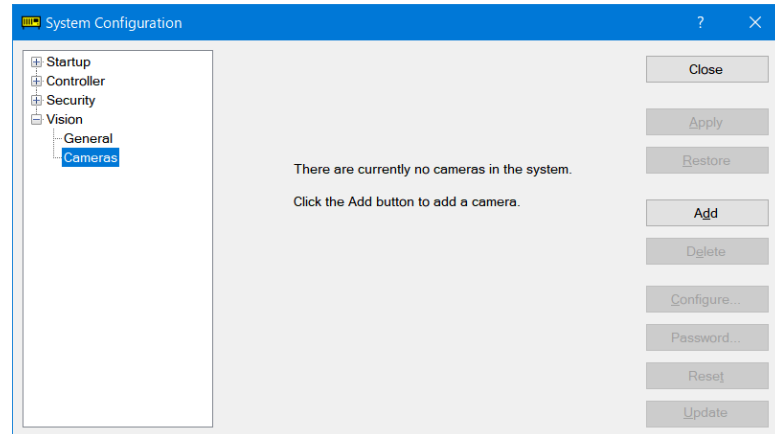 System Configuration
Startup
Controller
Security
Vision
General
Cameras
There are currently no cameras in the system.
Click the Add button to add a camera.
Close
Apply
Restore
Add
Delete
Configure...
Password...
Reset
Update